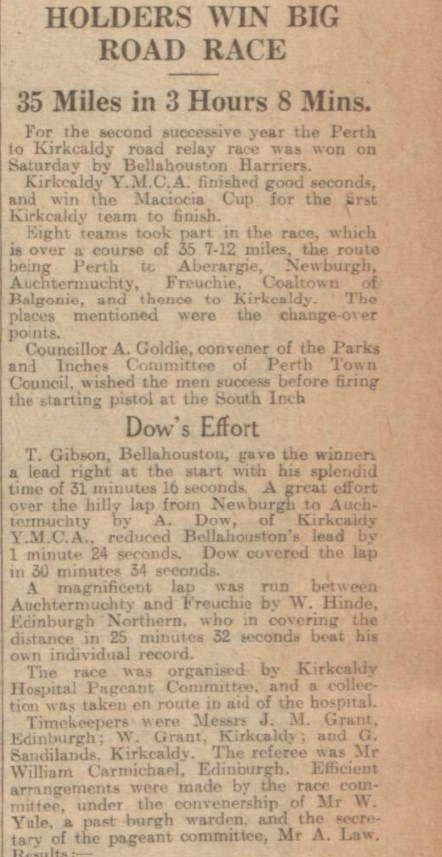 HOLDERS WIN BIG
ROAD RACE
35 Miles in 3 Hours 8 Mins.
For the second successive year the Perth
to Kirkcaldy road relay race was won on
Saturday by Bellahouston Harriers.
Kirkcaldy Y.M.C.A. finished good seconds,
and win the Maciocia Cup for the first
Kirkcaldy team to finish.
Eight teams took part in the race, which
is over a course of 35 7-12 miles, the route
being Perth to Aberargie, Newburgh,
Auchtermuchty, Freuchie, Coaltown of
Balgonie, and thence to Kirkcaldy. The
places mentioned were the change-over
points.
Councillor A. Goldie, convener of the Parks
and Inches Committee of Perth Town
Council, wished the men success before firing
the starting pistol at the South Inch
Dow's Effort
T. Gibson, Bellahouston, gave the winners
a lead right at the start with his splendid
time of 31 minutes 16 seconds. A great effort
over the hilly lap from Newburgh to Auch-
termuchty by A. Dow, of Kirkcaldy
Y.M.C.A., reduced Bellahouston's lead by
1 minute 24 seconds. Dow covered the lap
in 30 minutes 34 seconds.
A magnificent lap was run between
Auchtermuchty and Freuchie by W. Hinde,
Edinburgh Northern, who in covering the
distance in 25 minutes 32 seconds beat his
own individual record.
The race was organised by Kirkcaldy
Hospital Pageant Committee, and a collec-
tion was taken en route in aid of the hospital.
Timekeepers were Messrs J. M. Grant,
Edinburgh; W. Grant, Kirkcaldy; and G.
Sandilands, Kirkcaldy. The referee was Mr
William Carmichael, Edinburgh. Efficient
arrangements were made by the race com-
mittee, under the convenership of Mr W.
Yule, a past burgh warden, and the secre-
tary of the pageant committee, Mr A. Law.
Results:—